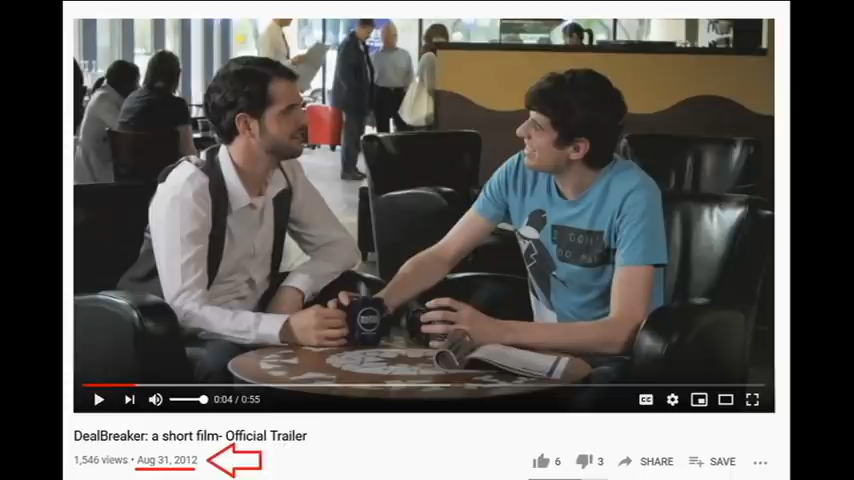 0:04 / 0:55
DealBreaker: a short film- Official Trailer
1,546 views • Aug 31, 2012
6 3 SHARE SAVE